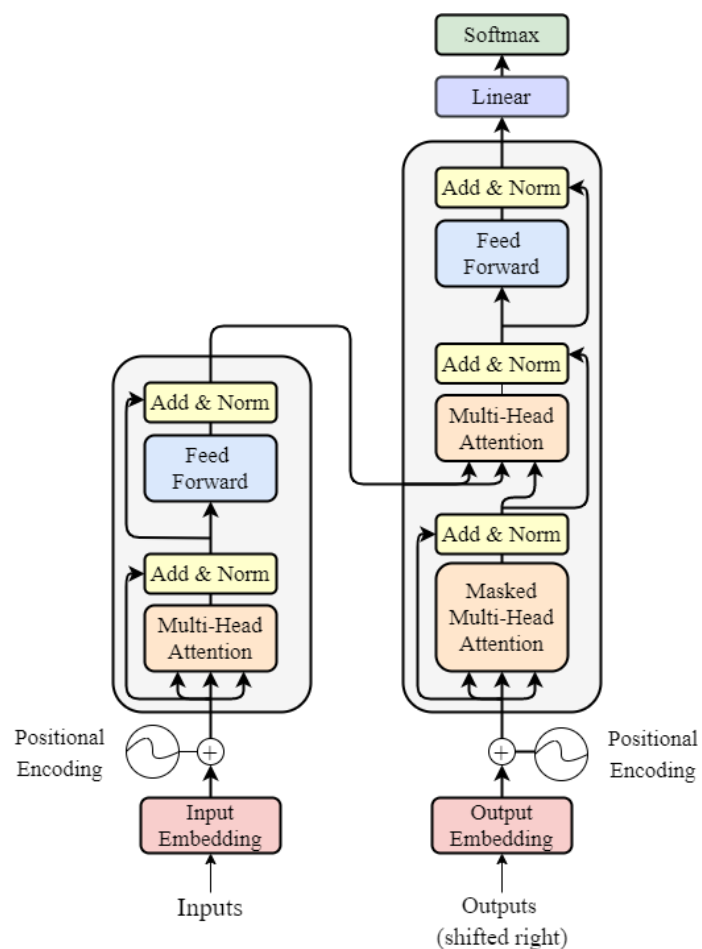 Softmax
Linear
Add & Norm
Feed
Forward
Add & Norm
Multi-Head
Attention
Add & Norm
Masked
Multi-Head
Attention
Add & Norm
Feed
Forward
Add & Norm
Multi-Head
Attention
Positional
Encoding
Positional
Encoding
Input
Embedding
Output
Embedding
Inputs
Outputs
(shifted right)